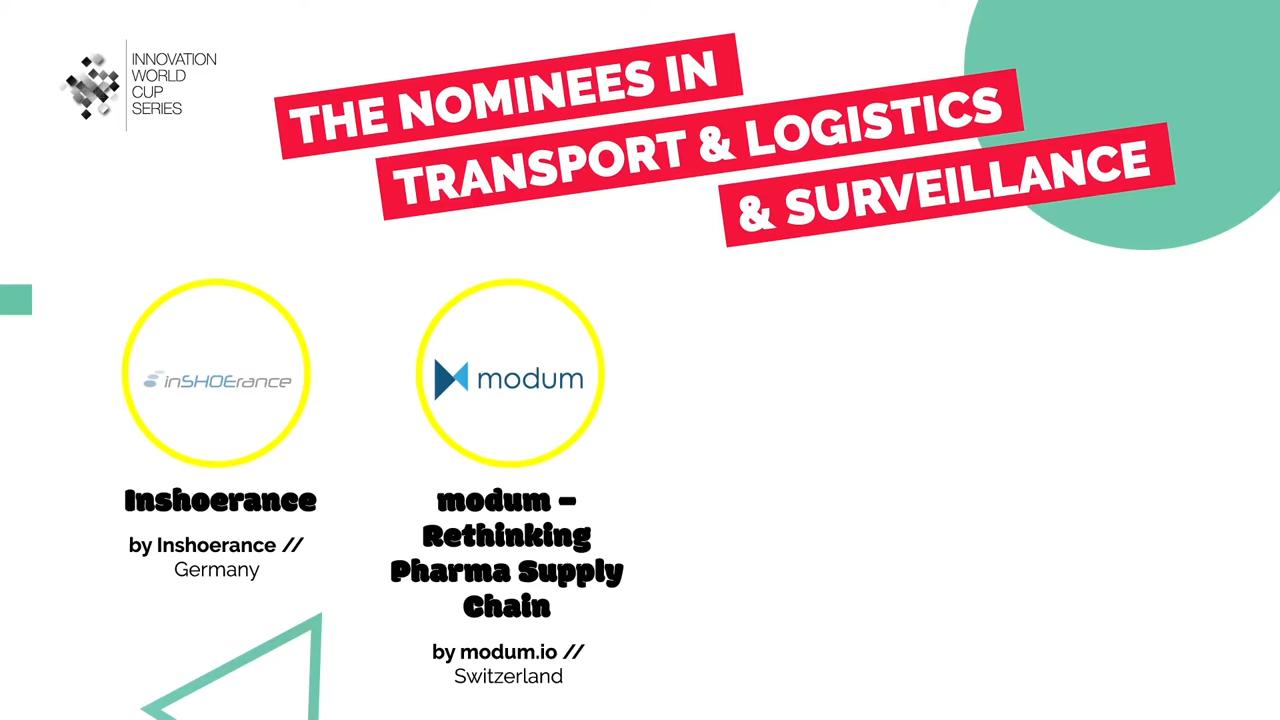 INNOVATION
WORLD
CUP
SERIES
THE NOMINEES IN
TRANSPORT & LOGISTICS
& SURVEILLANCE
inSHOErance
modum
Inshoerance
by Inshoerance //
Germany
modum –
Rethinking
Pharma Supply
Chain
by modum.io //
Switzerland